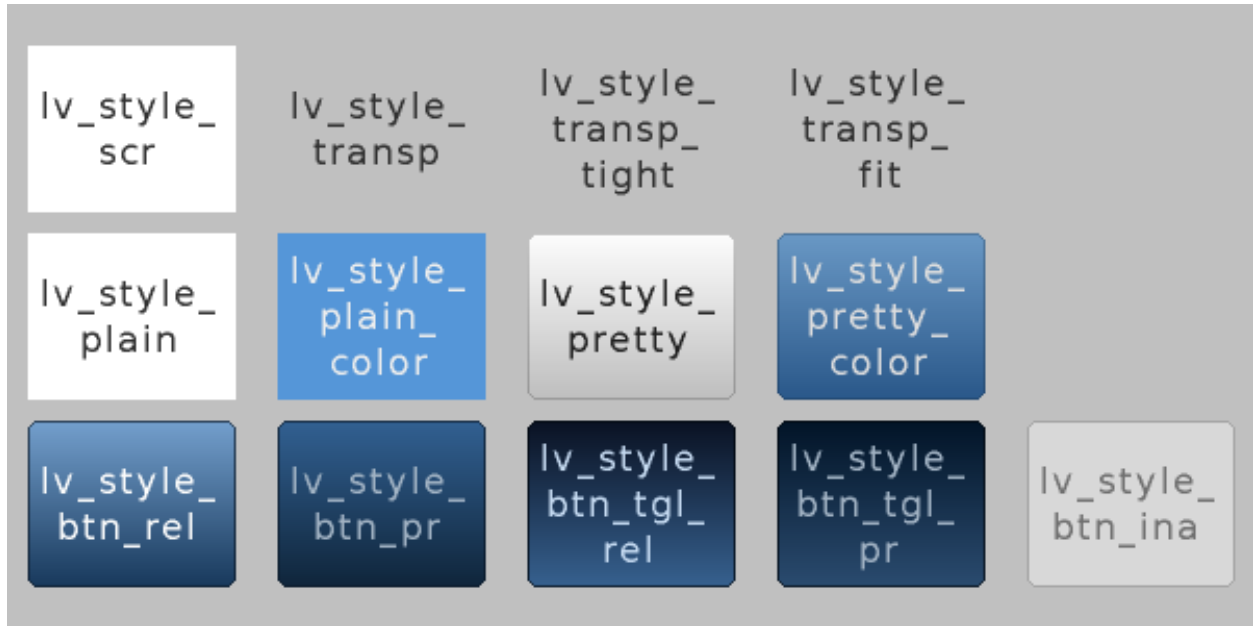 lv_style_
scr
lv_style_
transp
lv_style_
transp_
tight
lv_style_
transp_
fit
lv_style_
plain
lv_style_
plain_
color
lv_style_
pretty
lv_style_
pretty_
color
lv_style_
btn_rel
lv_style_
btn_pr
lv_style_
btn_tgl_
rel
lv_style_
btn_tgl_
pr
lv_style_
btn_ina